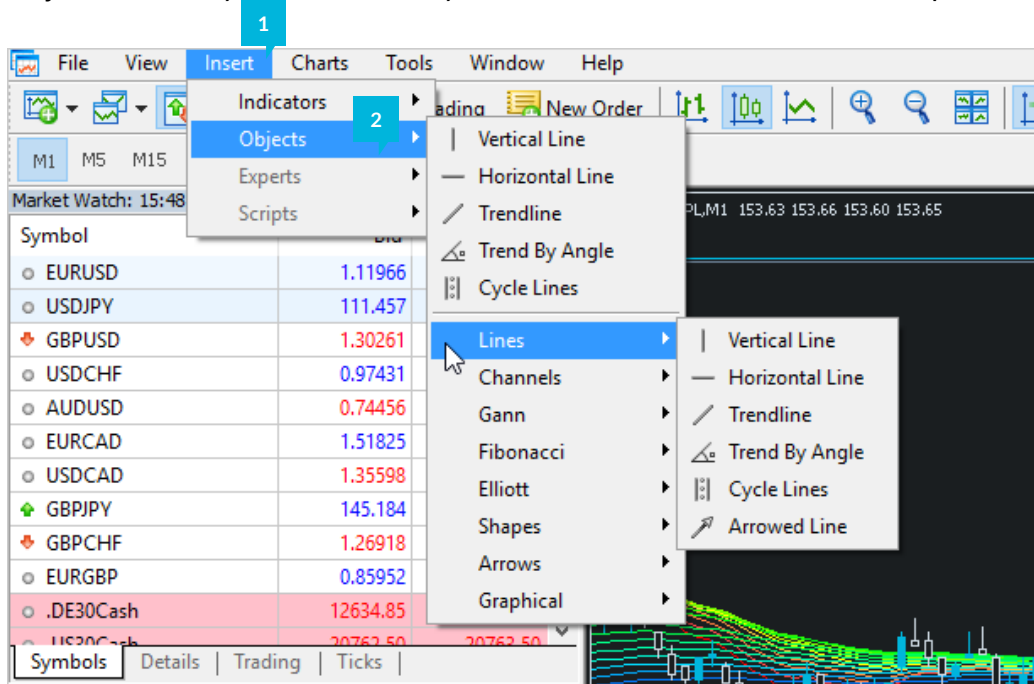 1
File View Insert Charts Tools Window Help
Indicators
2
ading New Order
Objects
Vertical Line
M1 M5 M15
Experts
Horizontal Line
Market Watch: 15:48
Scripts
Trendline
PL,M1 153.63 153.66 153.60 153.65
Symbol
Trend By Angle
EURUSD 1.11966
Cycle Lines
USDJPY 111.457
GBPUSD 1.30261
Lines
Vertical Line
USDCHF 0.97431
Channels
Horizontal Line
AUDUSD 0.74456
Gann
Trendline
EURCAD 1.51825
Fibonacci
Trend By Angle
USDCAD 1.35598
Elliott
Cycle Lines
GBPJPY 145.184
Shapes
Arrowed Line
GBPCHF 1.26918
Arrows
EURGBP 0.85952
Graphical
.DE30Cash 12634.85
.US30Cash 20762.50 20763.50
Symbols Details Trading Ticks